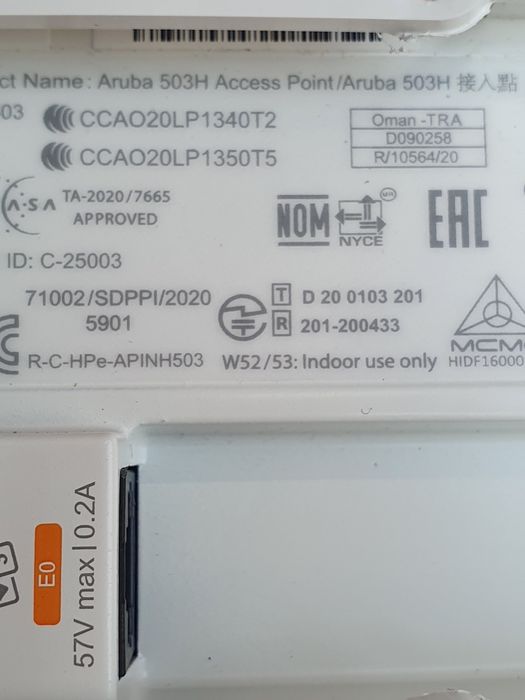 ct Name: Aruba 503H Access Point/Aruba 503H 接入點
03 CCAO20LP1340T2
CCAO20LP1350T5
Oman -TRA
D090258
R/10564/20
A·S·A TA-2020/7665
APPROVED
NOM NYCE EAC
ID: C-25003
71002/SDPPI/2020
5901
T D 20 0103 201
R 201-200433
MCMC
HIDF16000
R-C-HPe-APINH503 W52/53: Indoor use only
E0
57V max | 0.2A